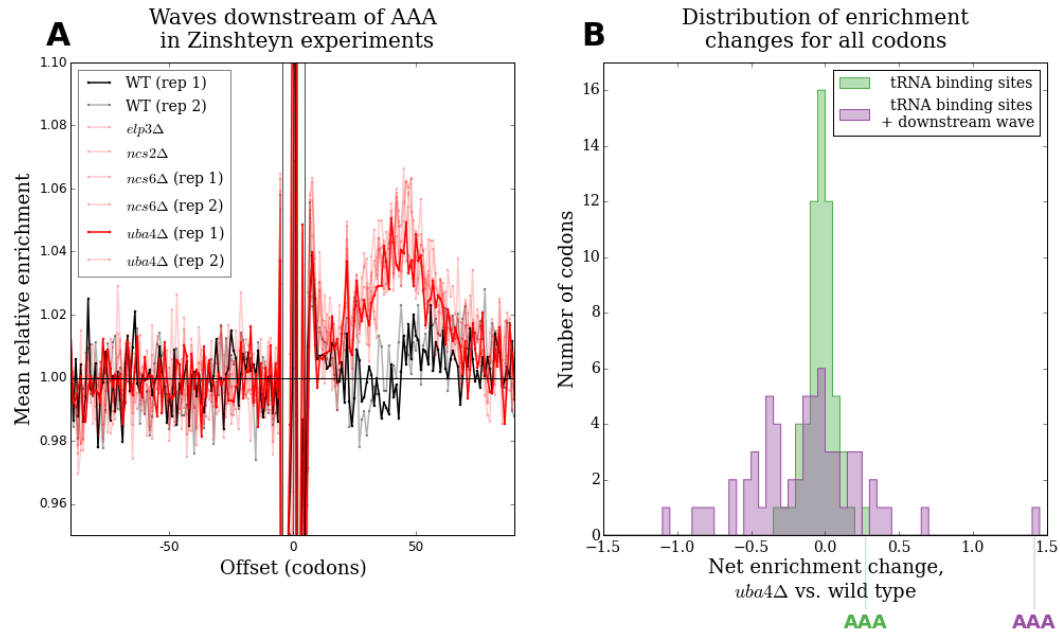 A
Waves downstream of AAA
in Zinshteyn experiments
1.10
1.08
1.06
1.04
1.02
1.00
0.98
0.96
Mean relative enrichment
WT (rep 1)
WT (rep 2)
elp3Δ
ncs2Δ
ncs6Δ (rep 1)
ncs6Δ (rep 2)
uba4Δ (rep 1)
uba4Δ (rep 2)
-50
0
50
Offset (codons)
B
Distribution of enrichment
changes for all codons
16
14
12
10
8
6
4
2
0
Number of codons
tRNA binding sites
tRNA binding sites
+ downstream wave
−1.5
−1.0
−0.5
0.0
0.5
1.0
1.5
Net enrichment change,
uba4Δ vs. wild type
AAA
AAA